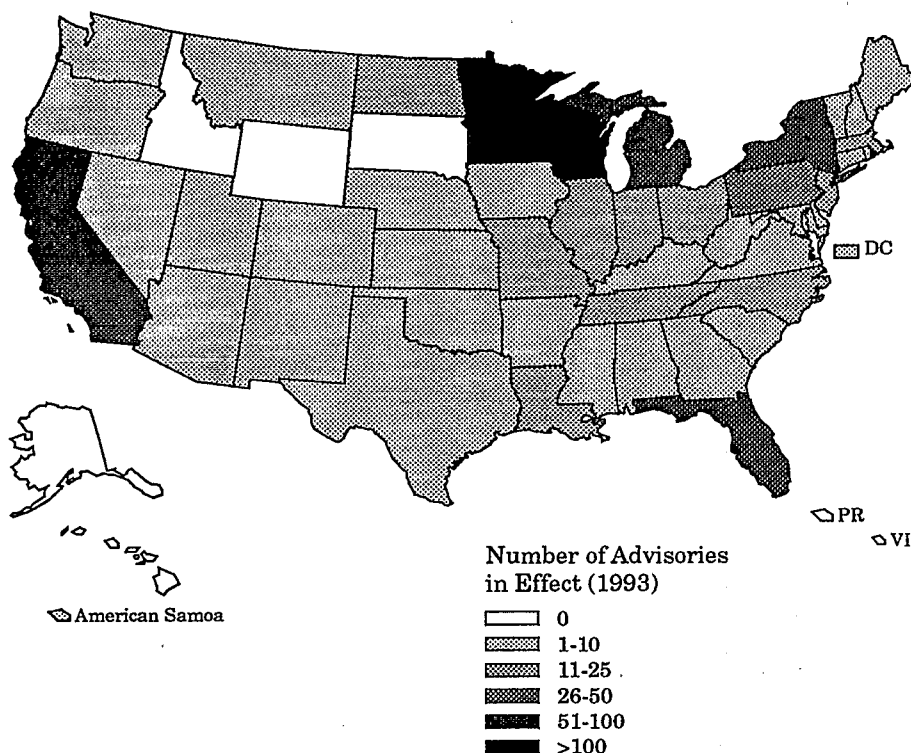 DC
PR
VI
American Samoa
Number of Advisories
in Effect (1993)
0
1-10
11-25
26-50
51-100
>100